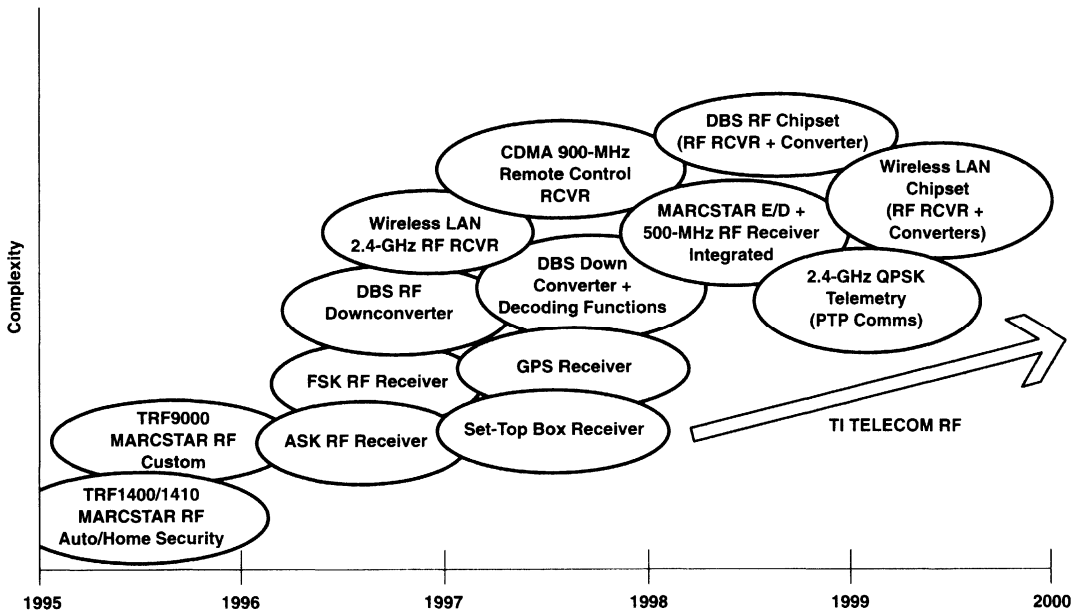 DBS RF Chipset
(RF RCVR + Converter)
CDMA 900-MHz
Remote Control
RCVR
Wireless LAN
Chipset
(RF RCVR +
Converters)
Wireless LAN
2.4-GHz RF RCVR
MARCSTAR E/D +
500-MHz RF Receiver
Integrated
DBS Down
Converter +
Decoding Functions
DBS RF
Downconverter
2.4-GHz QPSK
Telemetry
(PTP Comms)
Complexity
FSK RF Receiver
GPS Receiver
TRF9000
MARCSTAR RF
Custom
ASK RF Receiver
Set-Top Box Receiver
TI TELECOM RF
TRF1400/1410
MARCSTAR RF
Auto/Home Security
1995
1996
1997
1998
1999
2000